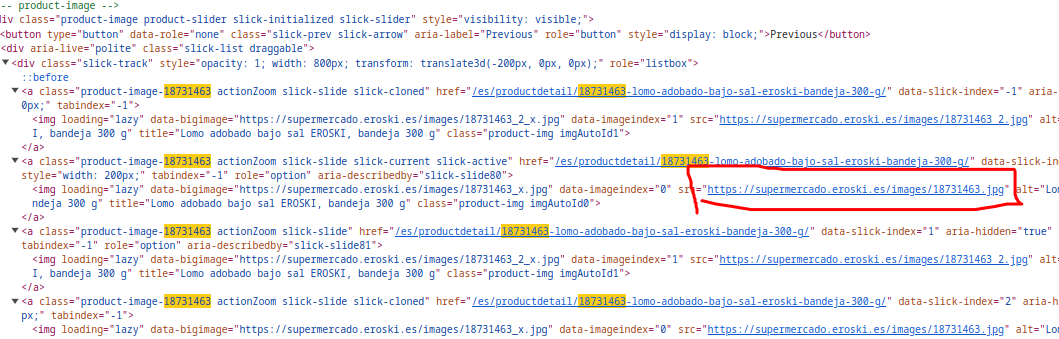 -- product-image -->
iv class="product-image product-slider slick-initialized slick-slider" style="visibility: visible;">
<button type="button" data-role="none" class="slick-prev slick-arrow" aria-label="Previous" role="button" style="display: block;">Previous</button>
<div aria-live="polite" class="slick-list draggable">
<div class="slick-track" style="opacity: 1; width: 800px; transform: translate3d(-200px, 0px, 0px);" role="listbox">
::before
<a class="product-image-18731463 actionZoom slick-slide slick-cloned" href="/es/productdetail/18731463-lomo-adobado-bajo-sal-eroski-bandeja-300-g/" data-slick-index="-1" aria-
0px;" tabindex="-1">
<img loading="lazy" data-bigimage="https://supermercado.eroski.es/images/18731463_2_x.jpg" data-imageindex="1" src="https://supermercado.eroski.es/images/18731463_2.jpg" alt=
I, bandeja 300 g" title="Lomo adobado bajo sal EROSKI, bandeja 300 g" class="product-img imgAutoId1">
</a>
<a class="product-image-18731463 actionZoom slick-slide slick-current slick-active" href="/es/productdetail/18731463-lomo-adobado-bajo-sal-eroski-bandeja-300-g/" data-slick-in
style="width: 200px;" tabindex="-1" role="option" aria-describedby="slick-slide80">
<img loading="lazy" data-bigimage="https://supermercado.eroski.es/images/18731463_x.jpg" data-imageindex="0" src="https://supermercado.eroski.es/images/18731463.jpg" alt="Lo
ndeja 300 g" title="Lomo adobado bajo sal EROSKI, bandeja 300 g" class="product-img imgAutoId0">
</a>
<a class="product-image-18731463 actionZoom slick-slide" href="/es/productdetail/18731463-lomo-adobado-bajo-sal-eroski-bandeja-300-g/" data-slick-index="1" aria-hidden="true"
tabindex="-1" role="option" aria-describedby="slick-slide81">
<img loading="lazy" data-bigimage="https://supermercado.eroski.es/images/18731463_2_x.jpg" data-imageindex="1" src="https://supermercado.eroski.es/images/18731463_2.jpg" alt=
I, bandeja 300 g" title="Lomo adobado bajo sal EROSKI, bandeja 300 g" class="product-img imgAutoId1">
</a>
<a class="product-image-18731463 actionZoom slick-slide slick-cloned" href="/es/productdetail/18731463-lomo-adobado-bajo-sal-eroski-bandeja-300-g/" data-slick-index="2" aria-h
px;" tabindex="-1">
<img loading="lazy" data-bigimage="https://supermercado.eroski.es/images/18731463_x.jpg" data-imageindex="0" src="https://supermercado.eroski.es/images/18731463.jpg" alt="Lo